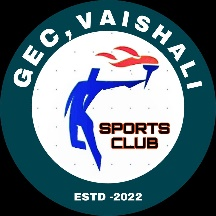 GEC, VAISHALI
SPORTS
CLUB
ESTD -2022